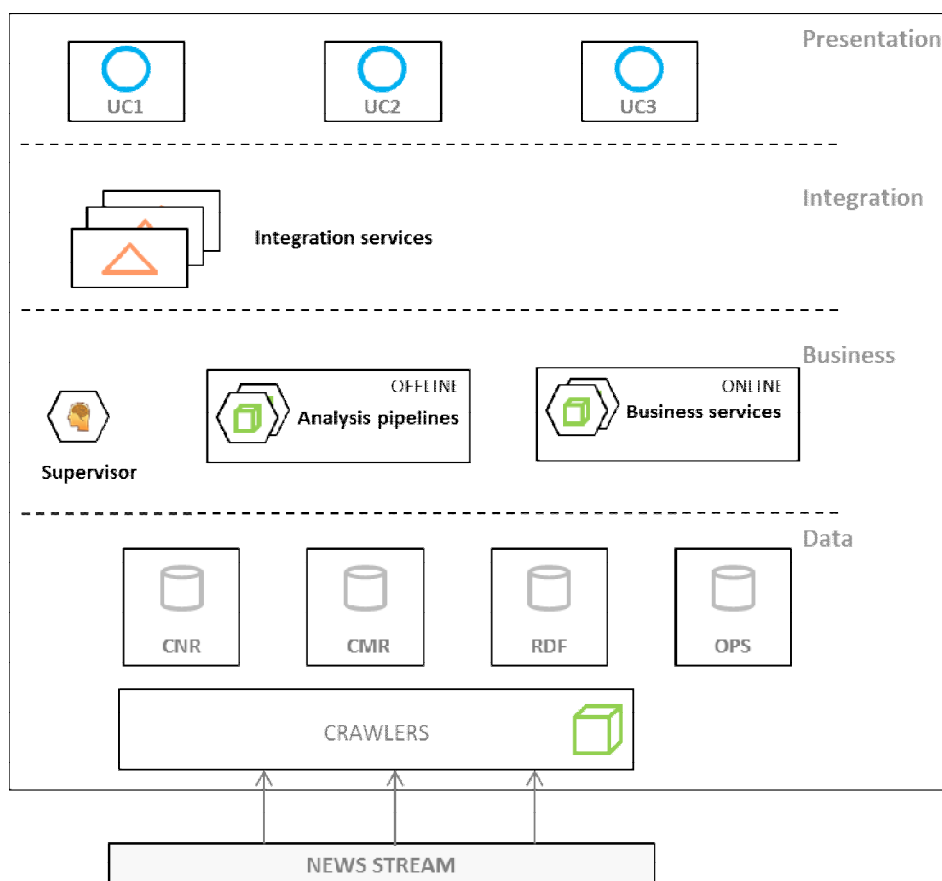 Presentation
UC1
UC2
UC3
Integration
Integration services
Business
OFFLINE
Analysis pipelines
ONLINE
Business services
Supervisor
Data
CNR
CMR
RDF
OPS
CRAWLERS
NEWS STREAM